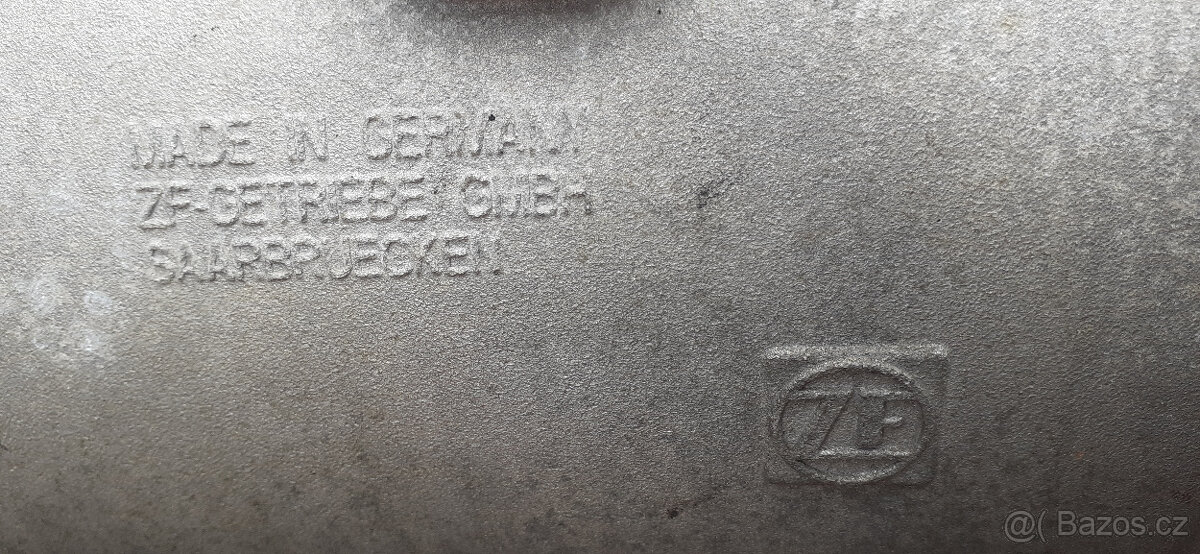 MADE IN GERMANY
ZF-GETRIEBE GMBH
SAARBRUECKEN
ZF
@( Bazos.cz